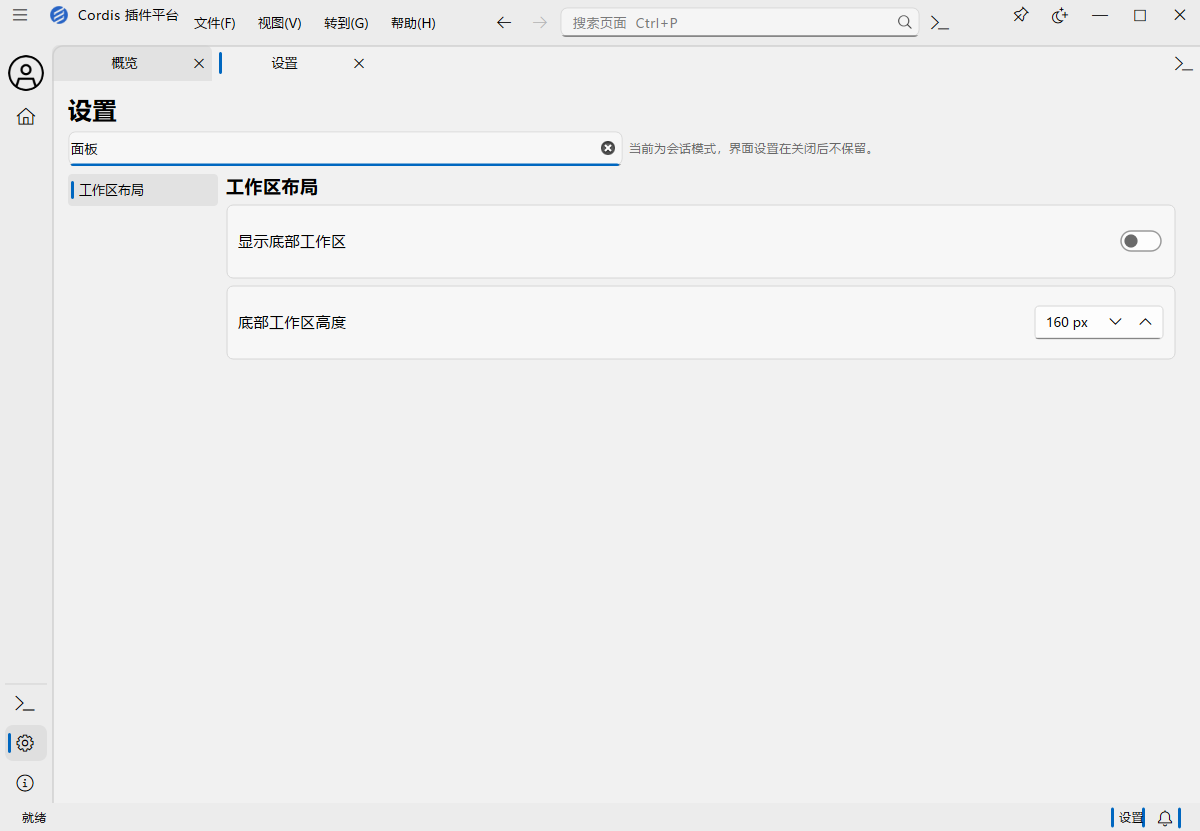 Cordis 插件平台 文件(F) 视图(V) 转到(G) 帮助(H) 搜索页面 Ctrl+P
概览 设置
设置
面板 当前为会话模式，界面设置在关闭后不保留。
工作区布局 工作区布局
显示底部工作区
底部工作区高度 160 px
就绪 设置